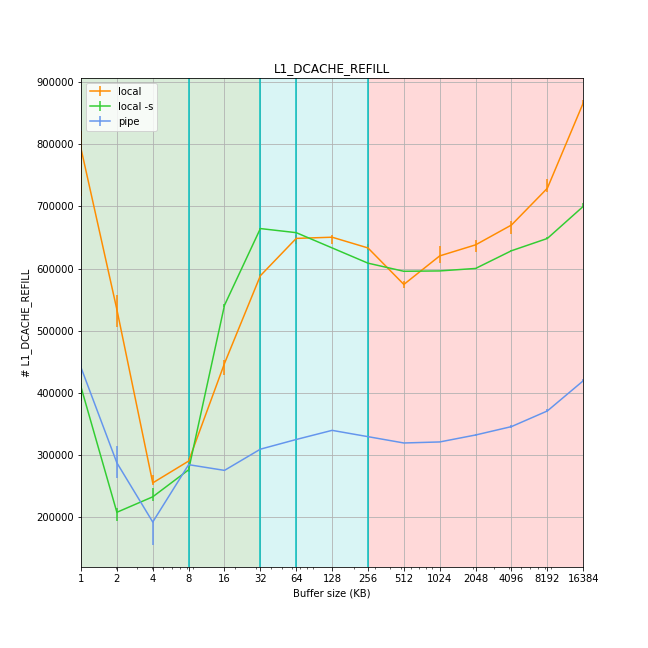 L1_DCACHE_REFILL
local
local -s
pipe
# L1_DCACHE_REFILL
900000
800000
700000
600000
500000
400000
300000
200000
1 2 4 8 16 32 64 128 256 512 1024 2048 4096 8192 16384
Buffer size (KB)